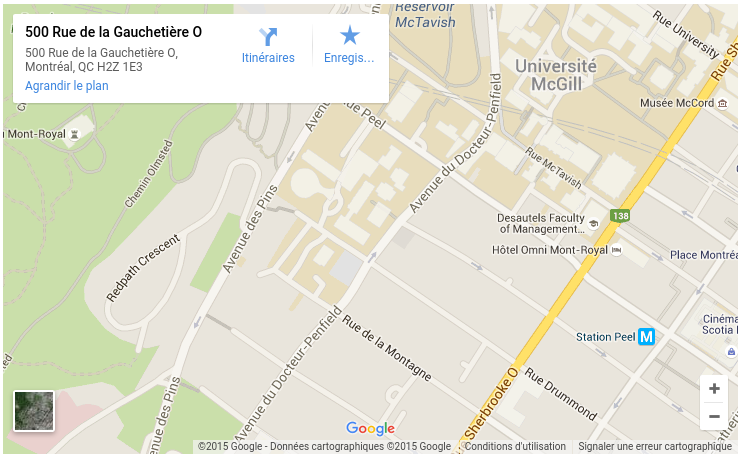 500 Rue de la Gauchetière O
500 Rue de la Gauchetière O,
Montréal, QC H2Z 1E3
Agrandir le plan
Itinéraires
Enregis...
Réservoir
McTavish
Rue University
Rue Sh
Université
McGill
Musée McCord
Mont-Royal
ue Peel
Avenue du Docteur-Penfield
Rue McTavish
Chemin Olmsted
Avenue des Pins
138
Desautels Faculty
of Management...
Hôtel Omni Mont-Royal
Place Montréa
Redpath Crescent
Cinéma
Scotia
Station Peel
M
Rue de la Montagne
Rue Drummond
Avenue des Pins
Avenue du Docteur-Penfield
Sherbrooke O
+
−
Google
©2015 Google - Données cartographiques ©2015 Google
Conditions d'utilisation
Signaler une erreur cartographique